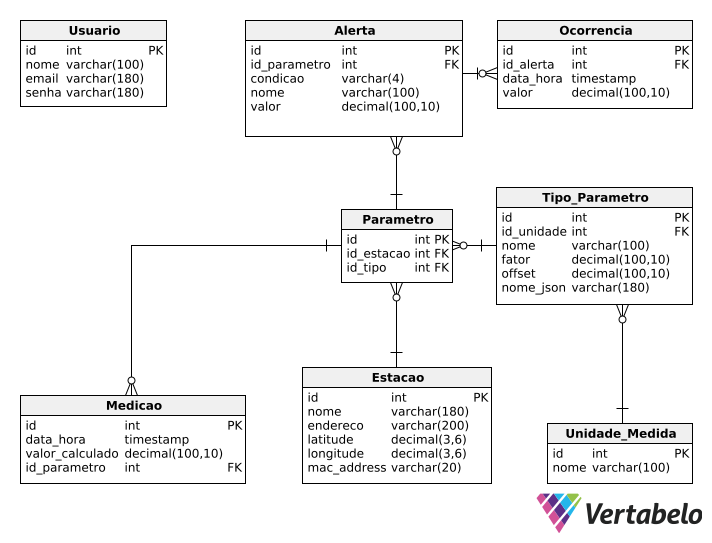 Usuario
id int PK
nome varchar(100)
email varchar(180)
senha varchar(180)
Alerta
id int PK
id_parametro int FK
condicao varchar(4)
nome varchar(100)
valor decimal(100,10)
Ocorrencia
id int PK
id_alerta int FK
data_hora timestamp
valor decimal(100,10)
Parametro
id int PK
id_estacao int FK
id_tipo int FK
Tipo_Parametro
id int PK
id_unidade int FK
nome varchar(100)
fator decimal(100,10)
offset decimal(100,10)
nome_json varchar(180)
Medicao
id int PK
data_hora timestamp
valor_calculado decimal(100,10)
id_parametro int FK
Estacao
id int PK
nome varchar(180)
endereco varchar(200)
latitude decimal(3,6)
longitude decimal(3,6)
mac_address varchar(20)
Unidade_Medida
id int PK
nome varchar(100)
Vertabelo